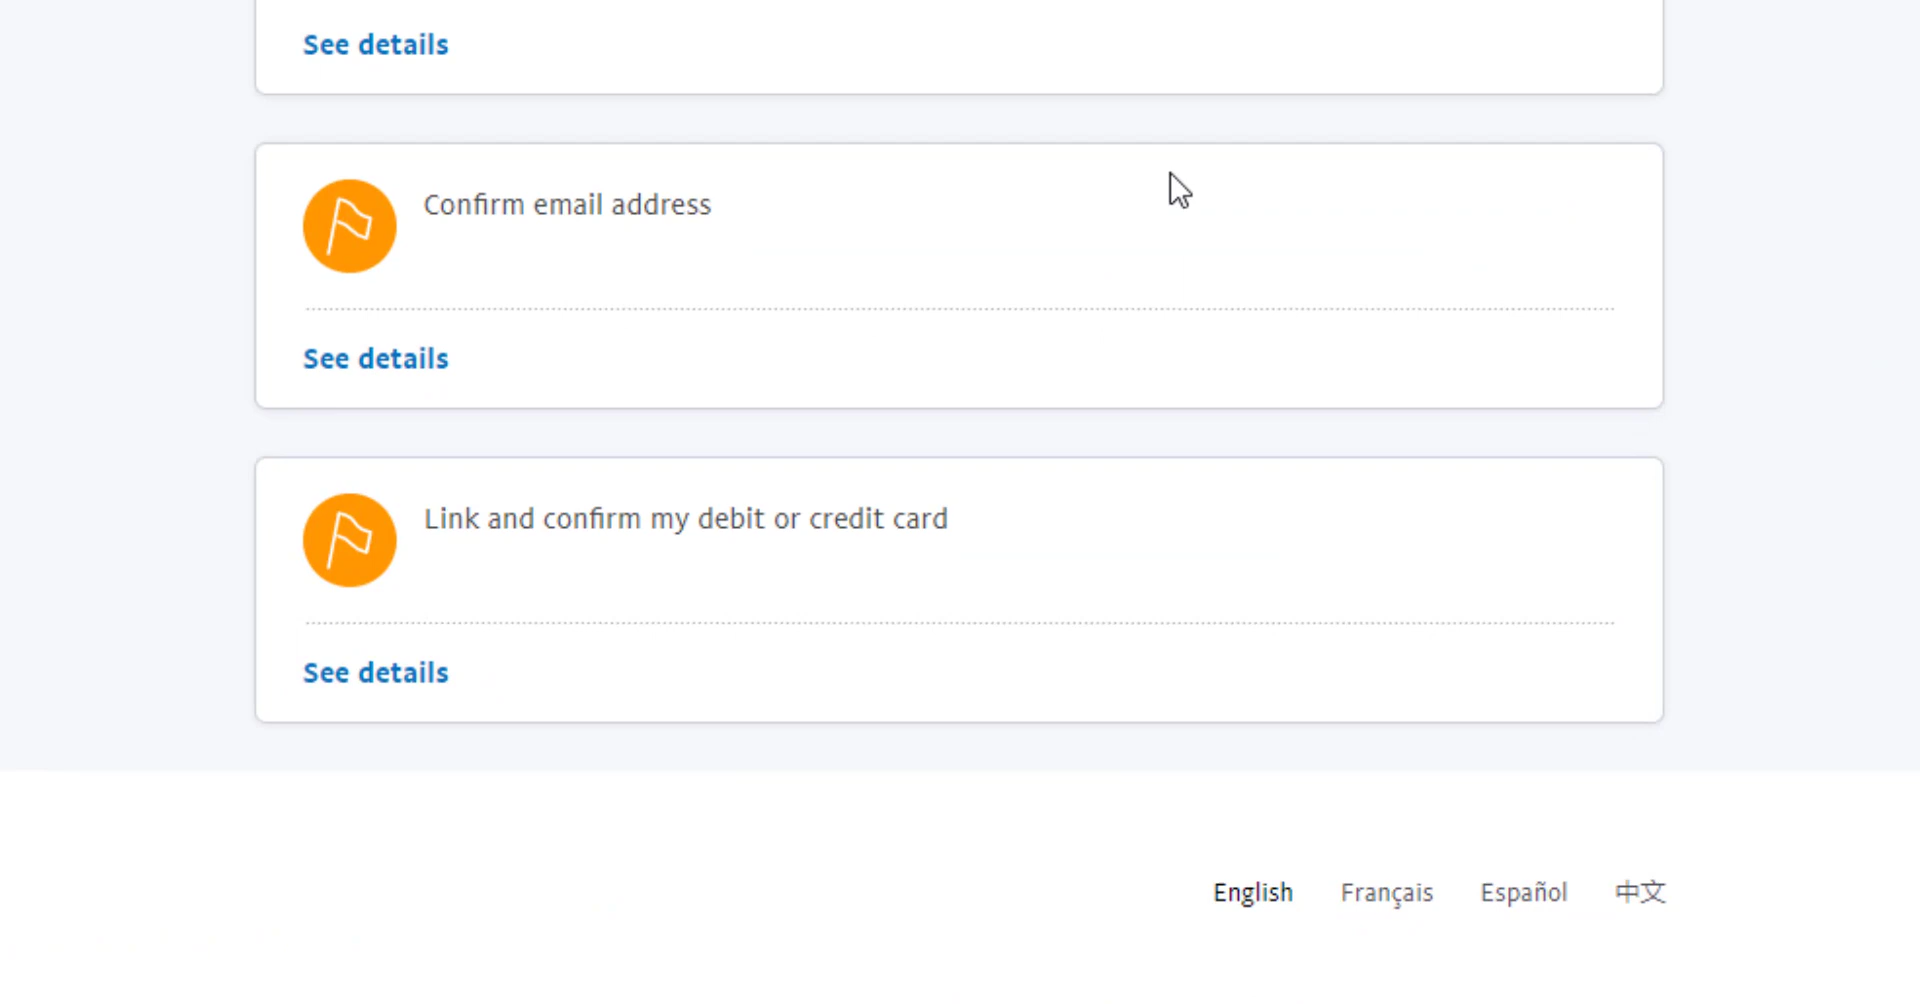 See details
Confirm email address
See details
Link and confirm my debit or credit card
See details
English Français Español 中文